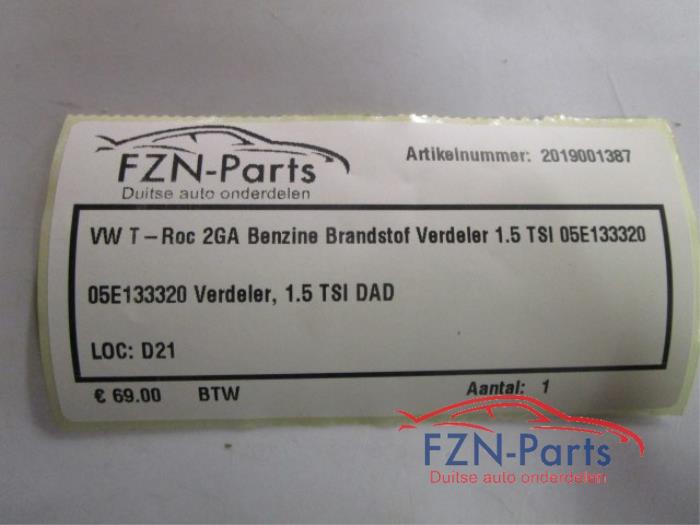 FZN-Parts
Duitse auto onderdelen
Artikelnummer: 2019001387
VW T-Roc 2GA Benzine Brandstof Verdeler 1.5 TSI 05E133320
05E133320 Verdeler, 1.5 TSI DAD
LOC: D21
€ 69.00 BTW Aantal: 1
FZN-Parts
Duitse auto onderdelen